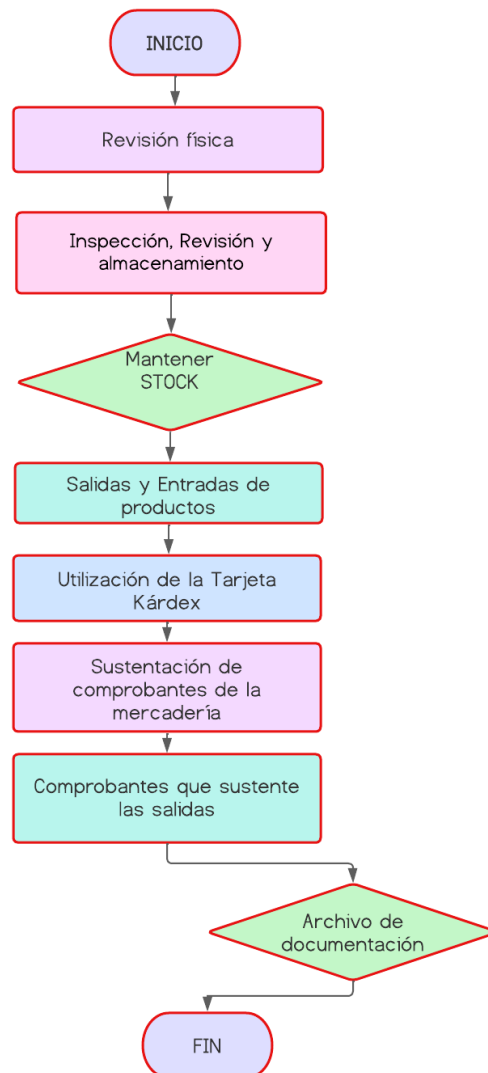 INICIO
Revisión física
Inspección, Revisión y
almacenamiento
Mantener
STOCK
Salidas y Entradas de
productos
Utilización de la Tarjeta
Kárdex
Sustentación de
comprobantes de la
mercadería
Comprobantes que sustente
las salidas
Archivo de
documentación
FIN